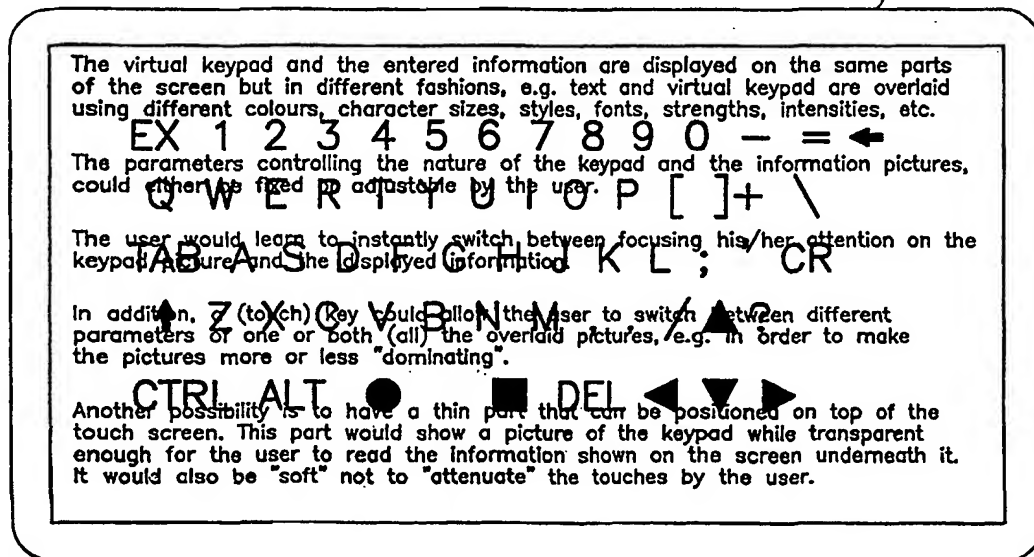 The virtual keypad and the entered information are displayed on the same parts
of the screen but in different fashions, e.g. text and virtual keypad are overlaid
using different colours, character sizes, styles, fonts, strengths, intensities, etc.
EX 1 2 3 4 5 6 7 8 9 0 - = ←
The parameters controlling the nature of the keypad and the information pictures,
could either be fixed or adjustable by the user.
Q W E R T Y U I O P [ ] + \
The user would learn to instantly switch between focusing his/her attention on the
keypad picture and the displayed information.
TAB A S D F G H J K L ; ' CR
In addition, a (touch) key could allow the user to switch between different
↑ Z X C V B N M , . / ▲ ?
parameters of one or both (all) the overlaid pictures, e.g. in order to make
the pictures more or less "dominating".
CTRL ALT ● ■ DEL ◀ ▼ ▶
Another possibility is to have a thin part that can be positioned on top of the
touch screen. This part would show a picture of the keypad while transparent
enough for the user to read the information shown on the screen underneath it.
It would also be "soft" not to "attenuate" the touches by the user.